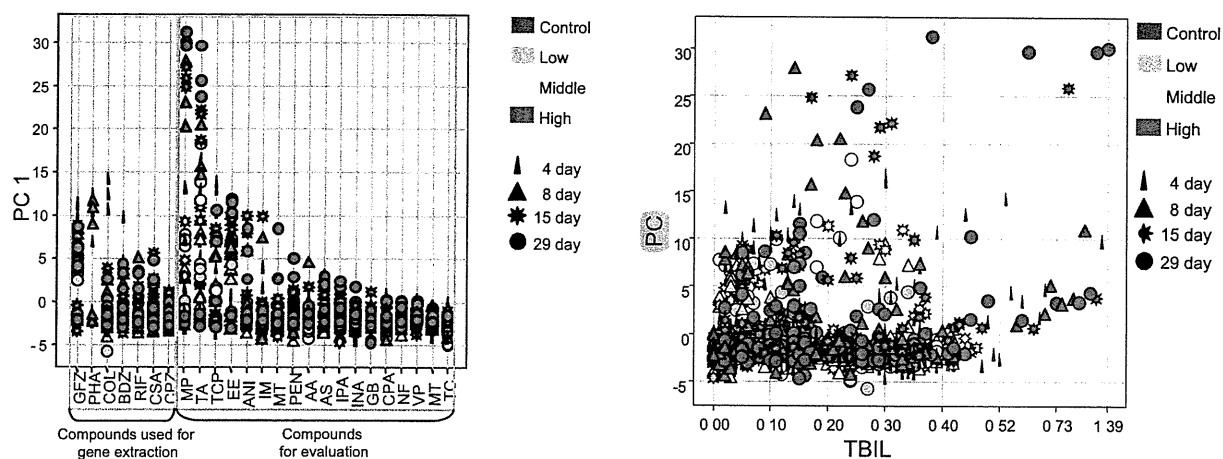 30
25
20
15
10
5
0
-5
PC 1
GFZ
PHA
COL
BDZ
RIF
CSA
CPZ
MP
TA
TCP
EE
ANI
IM
MT
PEN
AA
AS
IPA
INA
GB
CPA
NF
VP
MT
TC
Compounds used for
gene extraction
Compounds
for evaluation
Control
Low
Middle
High
4 day
8 day
15 day
29 day
30
25
20
15
10
5
0
-5
PC
0 00
0 10
0 20
0 30
0 40
0 52
0 73
1 39
TBIL
Control
Low
Middle
High
4 day
8 day
15 day
29 day